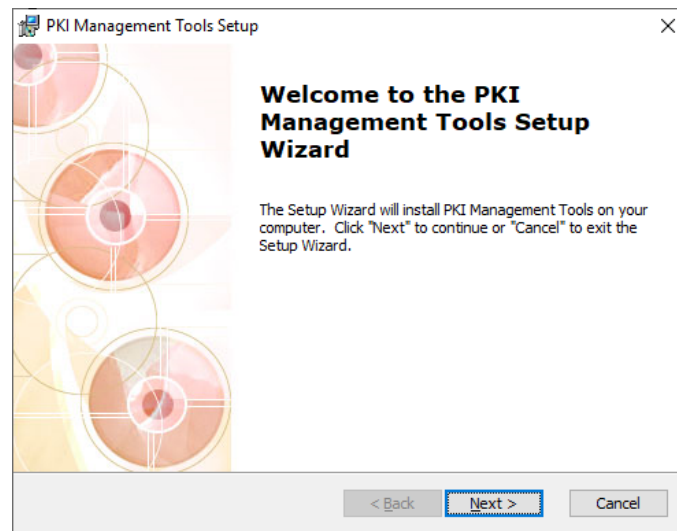 PKI Management Tools Setup
Welcome to the PKI
Management Tools Setup
Wizard
The Setup Wizard will install PKI Management Tools on your
computer. Click "Next" to continue or "Cancel" to exit the
Setup Wizard.
< Back
Next >
Cancel